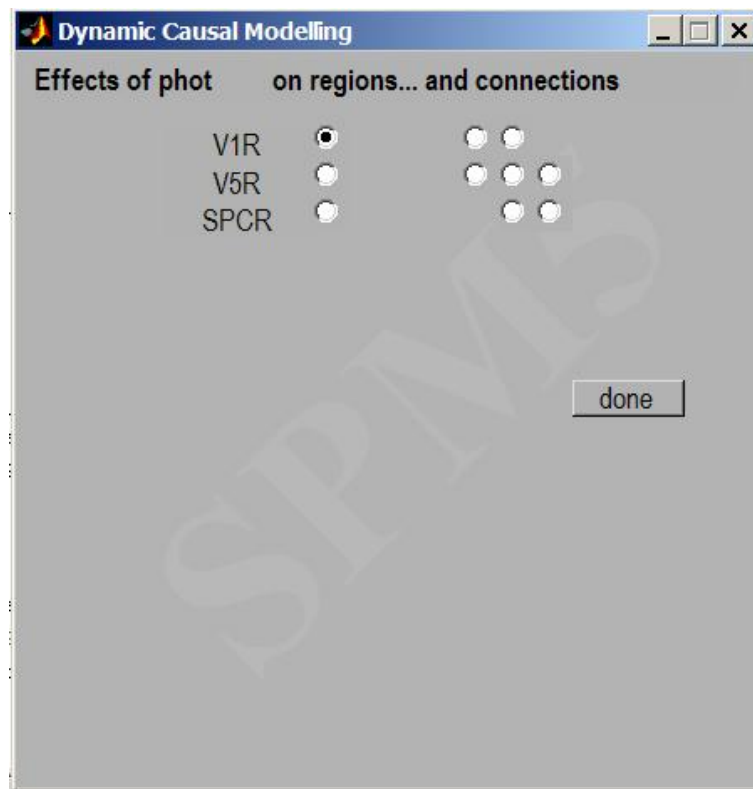 Dynamic Causal Modelling
Effects of phot on regions... and connections
V1R
V5R
SPCR
done
SPM5